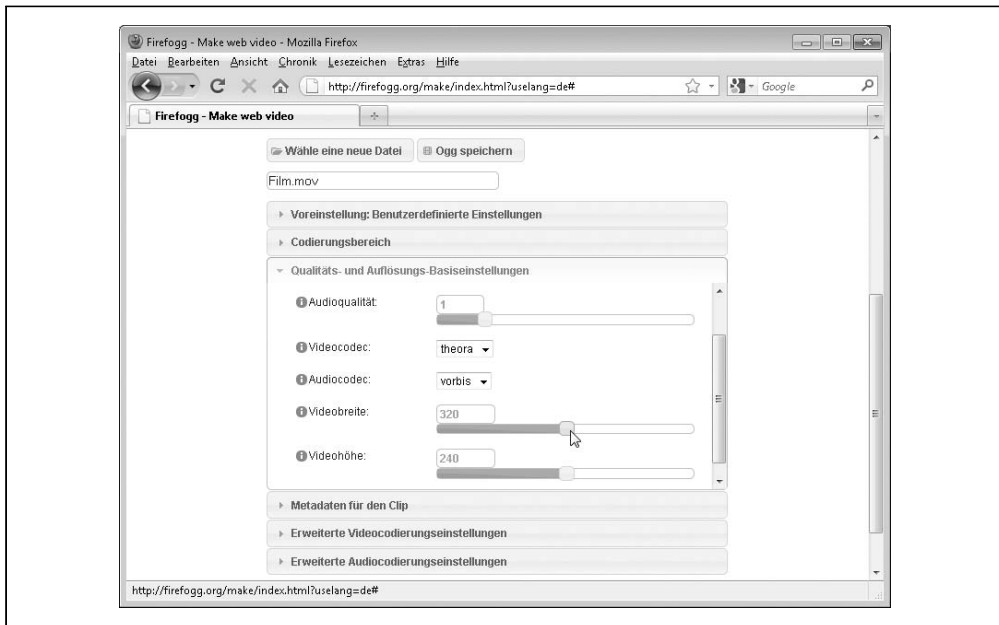 Firefogg - Make web video - Mozilla Firefox
Datei Bearbeiten Ansicht Chronik Lesezeichen Extras Hilfe
http://firefogg.org/make/index.html?uselang=de#
Google
Firefogg - Make web video
Wähle eine neue Datei Ogg speichern
Film.mov
Voreinstellung: Benutzerdefinierte Einstellungen
Codierungsbereich
Qualitäts- und Auflösungs-Basiseinstellungen
Audioqualität: 1
Videocodec: theora
Audiocodec: vorbis
Videobreite: 320
Videohöhe: 240
Metadaten für den Clip
Erweiterte Videocodierungseinstellungen
Erweiterte Audiocodierungseinstellungen
http://firefogg.org/make/index.html?uselang=de#